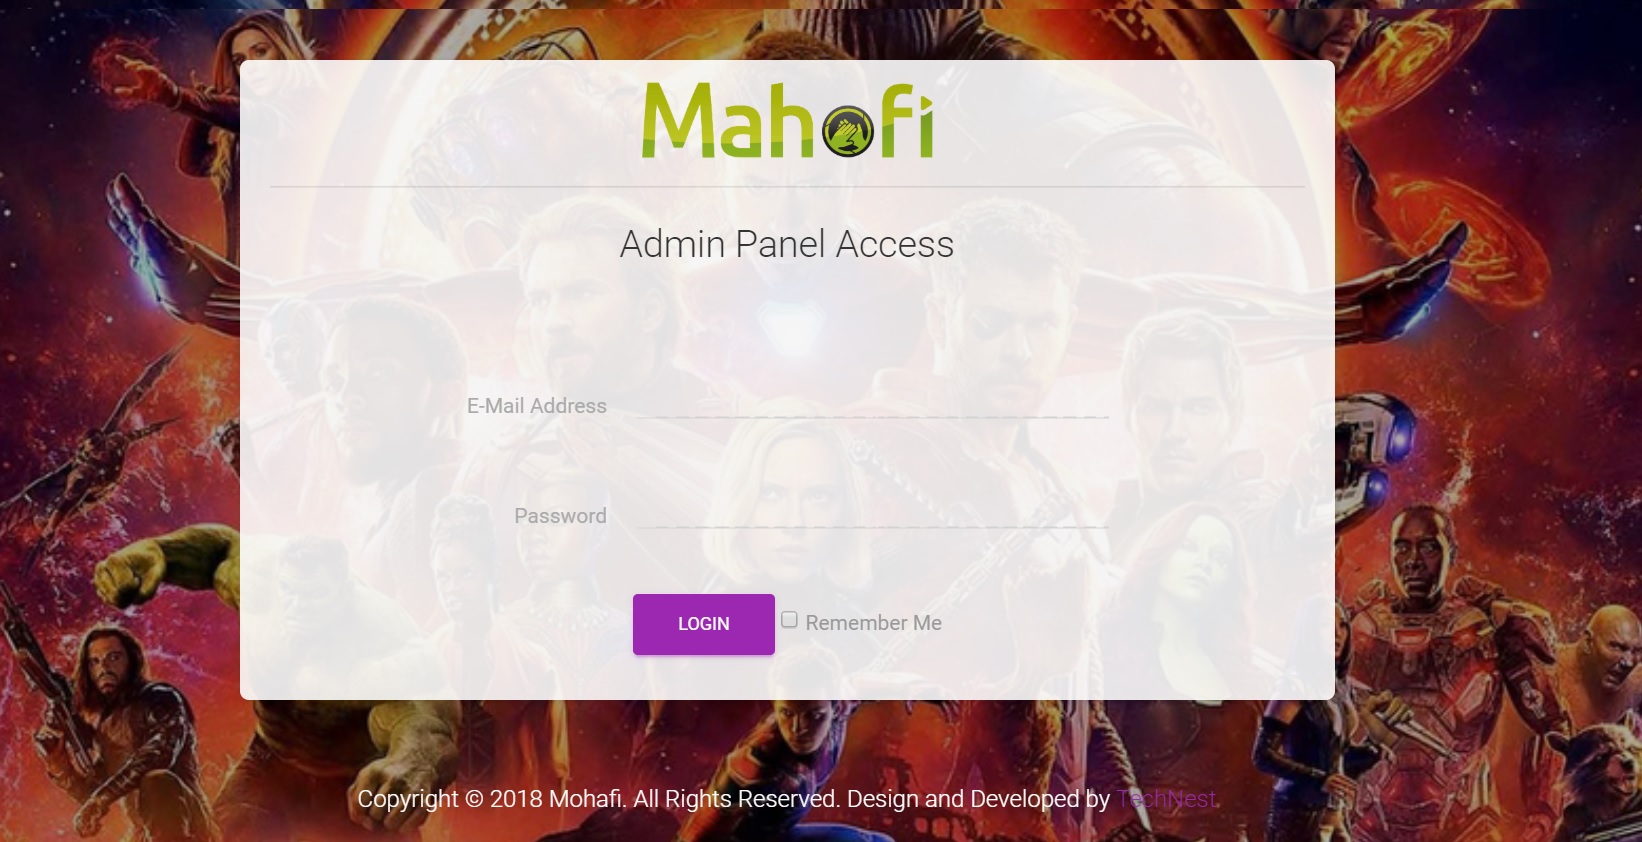 Mahofi
Admin Panel Access
E-Mail Address
Password
LOGIN
Remember Me
Copyright © 2018 Mahofi. All Rights Reserved. Design and Developed by TechNest.